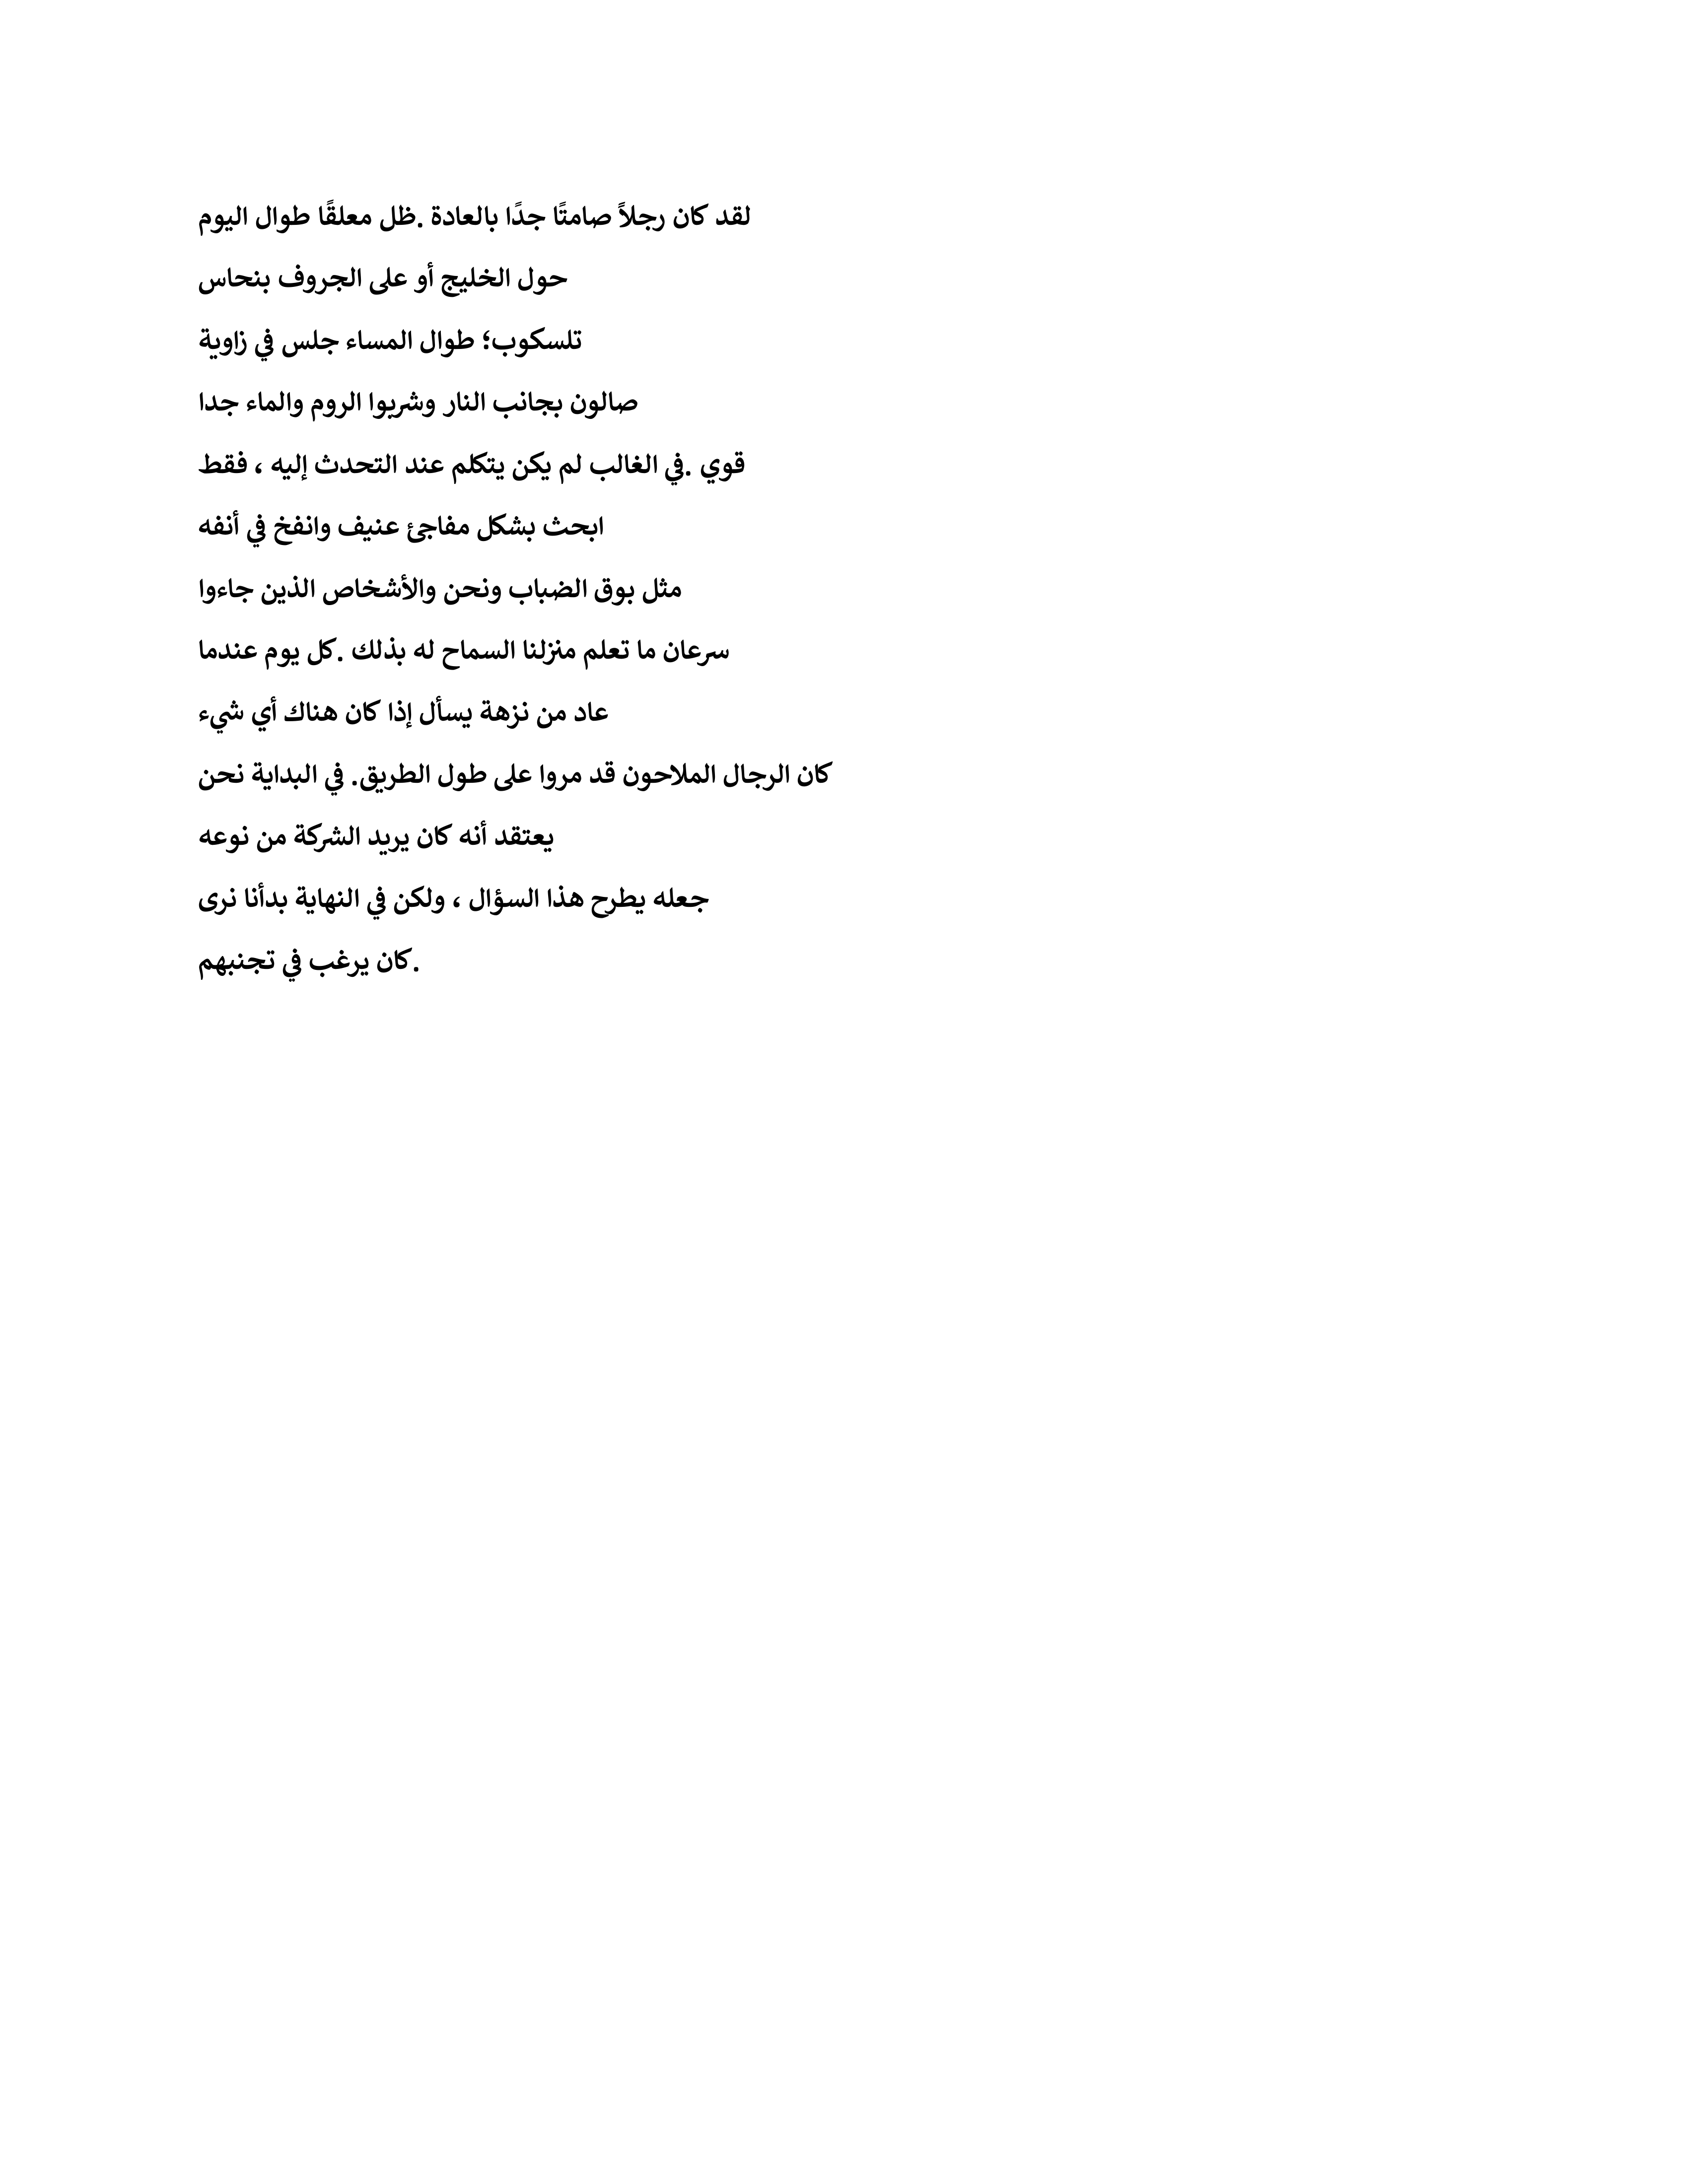 لقد كان رجلاً صامتًا جدًا بالعادة .ظل معلقًا طوال اليوم
حول الخليج أو على الجروف بنحاس
تلسكوب؛ طوال المساء جلس في زاوية
صالون بجانب النار وشربوا الروم والماء جدا
قوي .في الغالب لم يكن يتكلم عند التحدث إليه ، فقط
ابحث بشكل مفاجئ عنيف وانفخ في أنفه
مثل بوق الضباب ونحن والأشخاص الذين جاءوا
سرعان ما تعلم منزلنا السماح له بذلك .كل يوم عندما
عاد من نزهة يسأل إذا كان هناك أي شيء
كان الرجال الملاحون قد مروا على طول الطريق. في البداية نحن
يعتقد أنه كان يريد الشركة من نوعه
جعله يطرح هذا السؤال ، ولكن في النهاية بدأنا نرى
.كان يرغب في تجنبهم